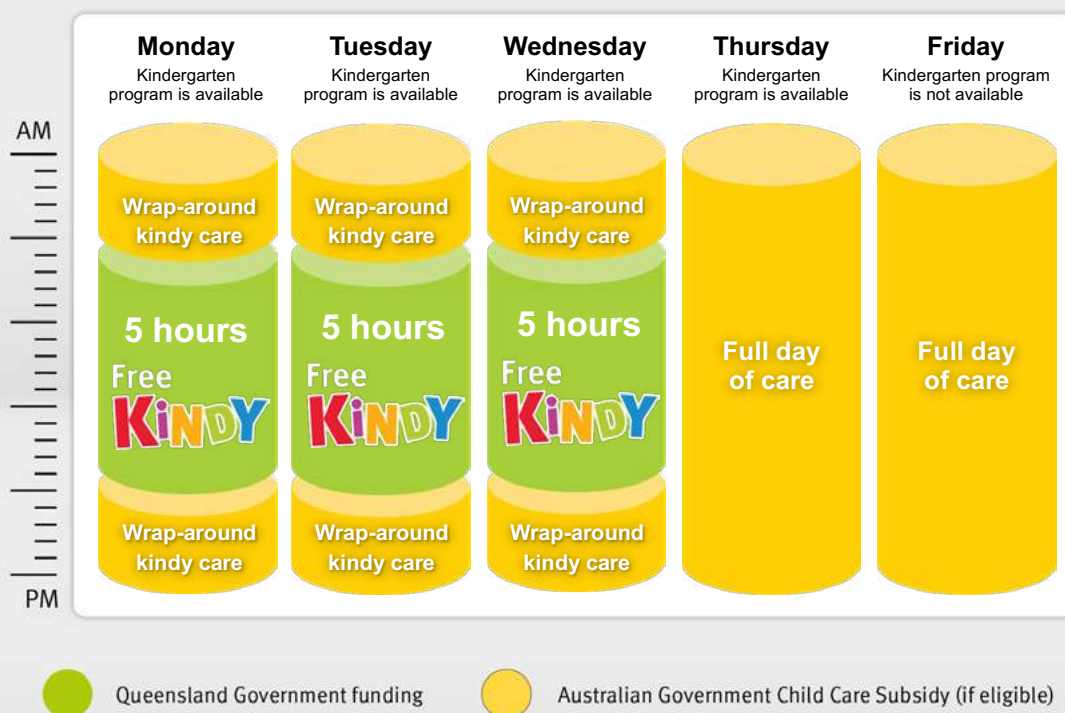 Monday
Kindergarten
program is available
Tuesday
Kindergarten
program is available
Wednesday
Kindergarten
program is available
Thursday
Kindergarten
program is available
Friday
Kindergarten program
is not available
AM
Wrap-around
kindy care
Wrap-around
kindy care
Wrap-around
kindy care
5 hours
Free
KiNDY
5 hours
Free
KiNDY
5 hours
Free
KiNDY
Full day
of care
Full day
of care
Wrap-around
kindy care
Wrap-around
kindy care
Wrap-around
kindy care
PM
Queensland Government funding
Australian Government Child Care Subsidy (if eligible)